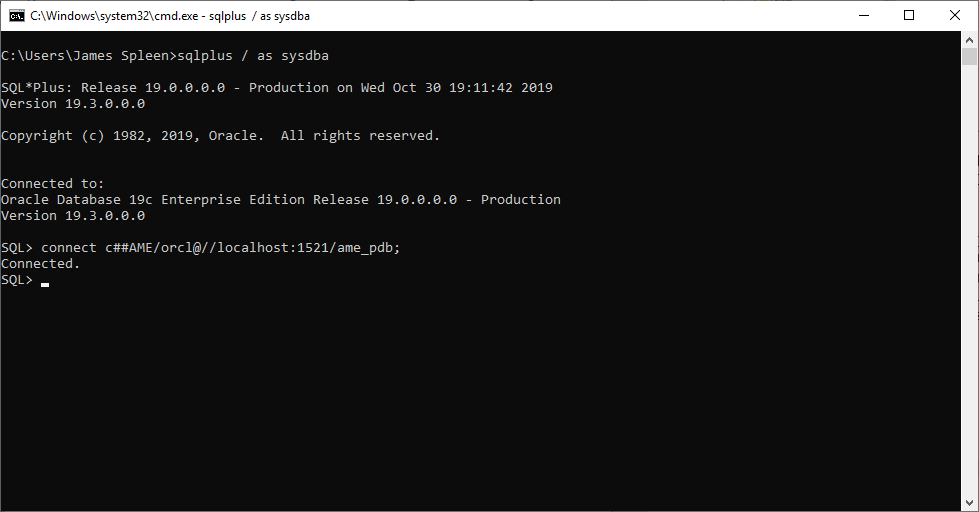 C:\Windows\system32\cmd.exe - sqlplus  / as sysdba
C:\Users\James Spleen>sqlplus / as sysdba
SQL*Plus: Release 19.0.0.0.0 - Production on Wed Oct 30 19:11:42 2019
Version 19.3.0.0.0
Copyright (c) 1982, 2019, Oracle.  All rights reserved.
Connected to:
Oracle Database 19c Enterprise Edition Release 19.0.0.0.0 - Production
Version 19.3.0.0.0
SQL> connect c##AME/orcl@//localhost:1521/ame_pdb;
Connected.
SQL>